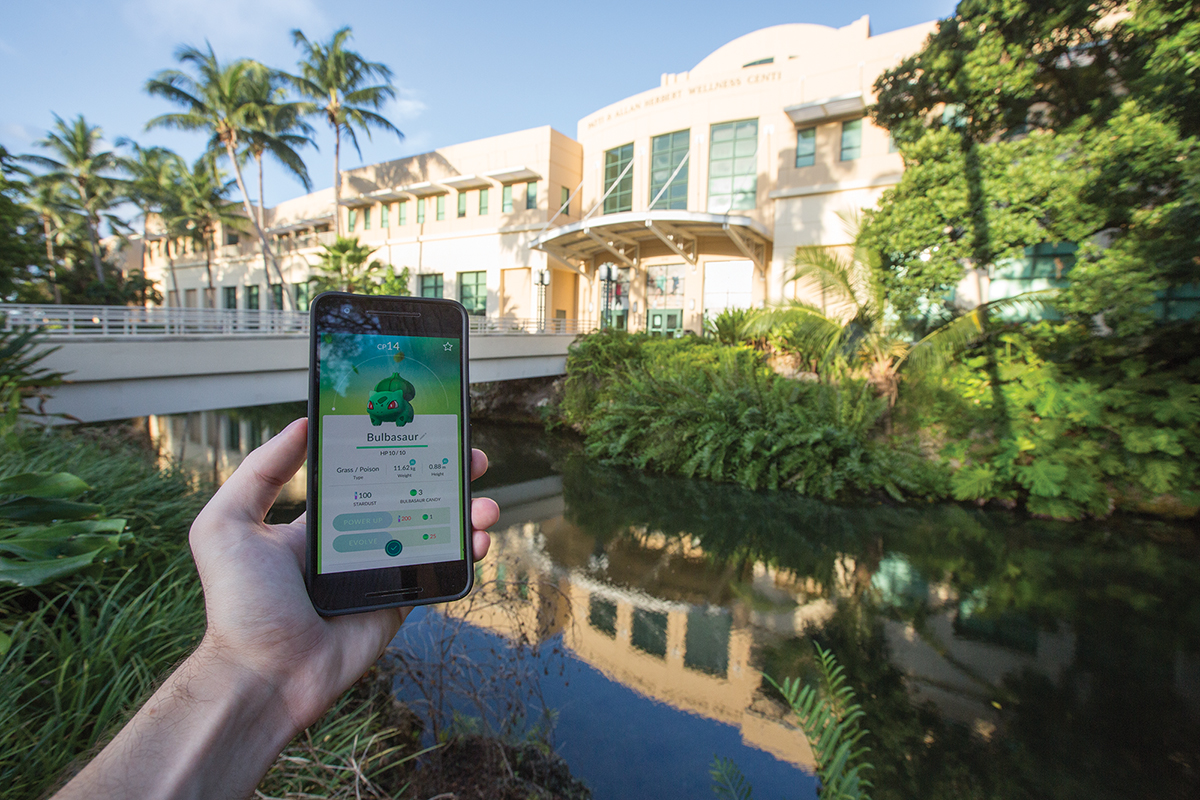 PATTI & ALLAN HERBERT WELLNESS CENT
CP14
Bulbasaur
HP 10 / 10
Grass / Poison
Type
11.62 kg
Weight
0.88 m
Height
100
STARDUST
3
BULBASAUR CANDY
POWER UP
200
1
EVOLVE
25